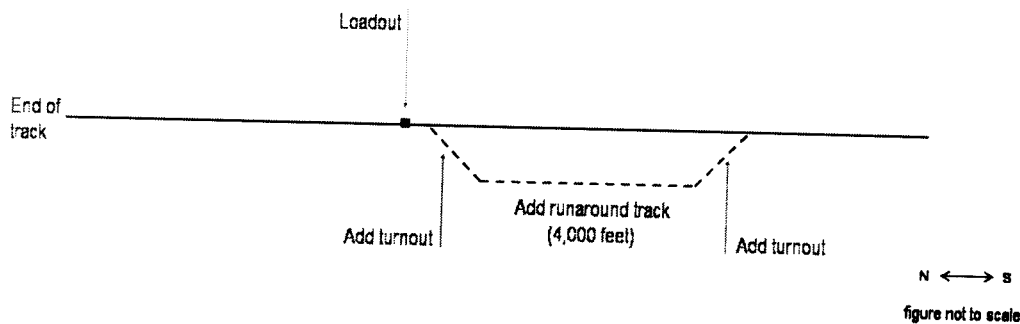 Loadout
End of
track
Add runaround track
(4,000 feet)
Add turnout
Add turnout
N S
figure not to scale